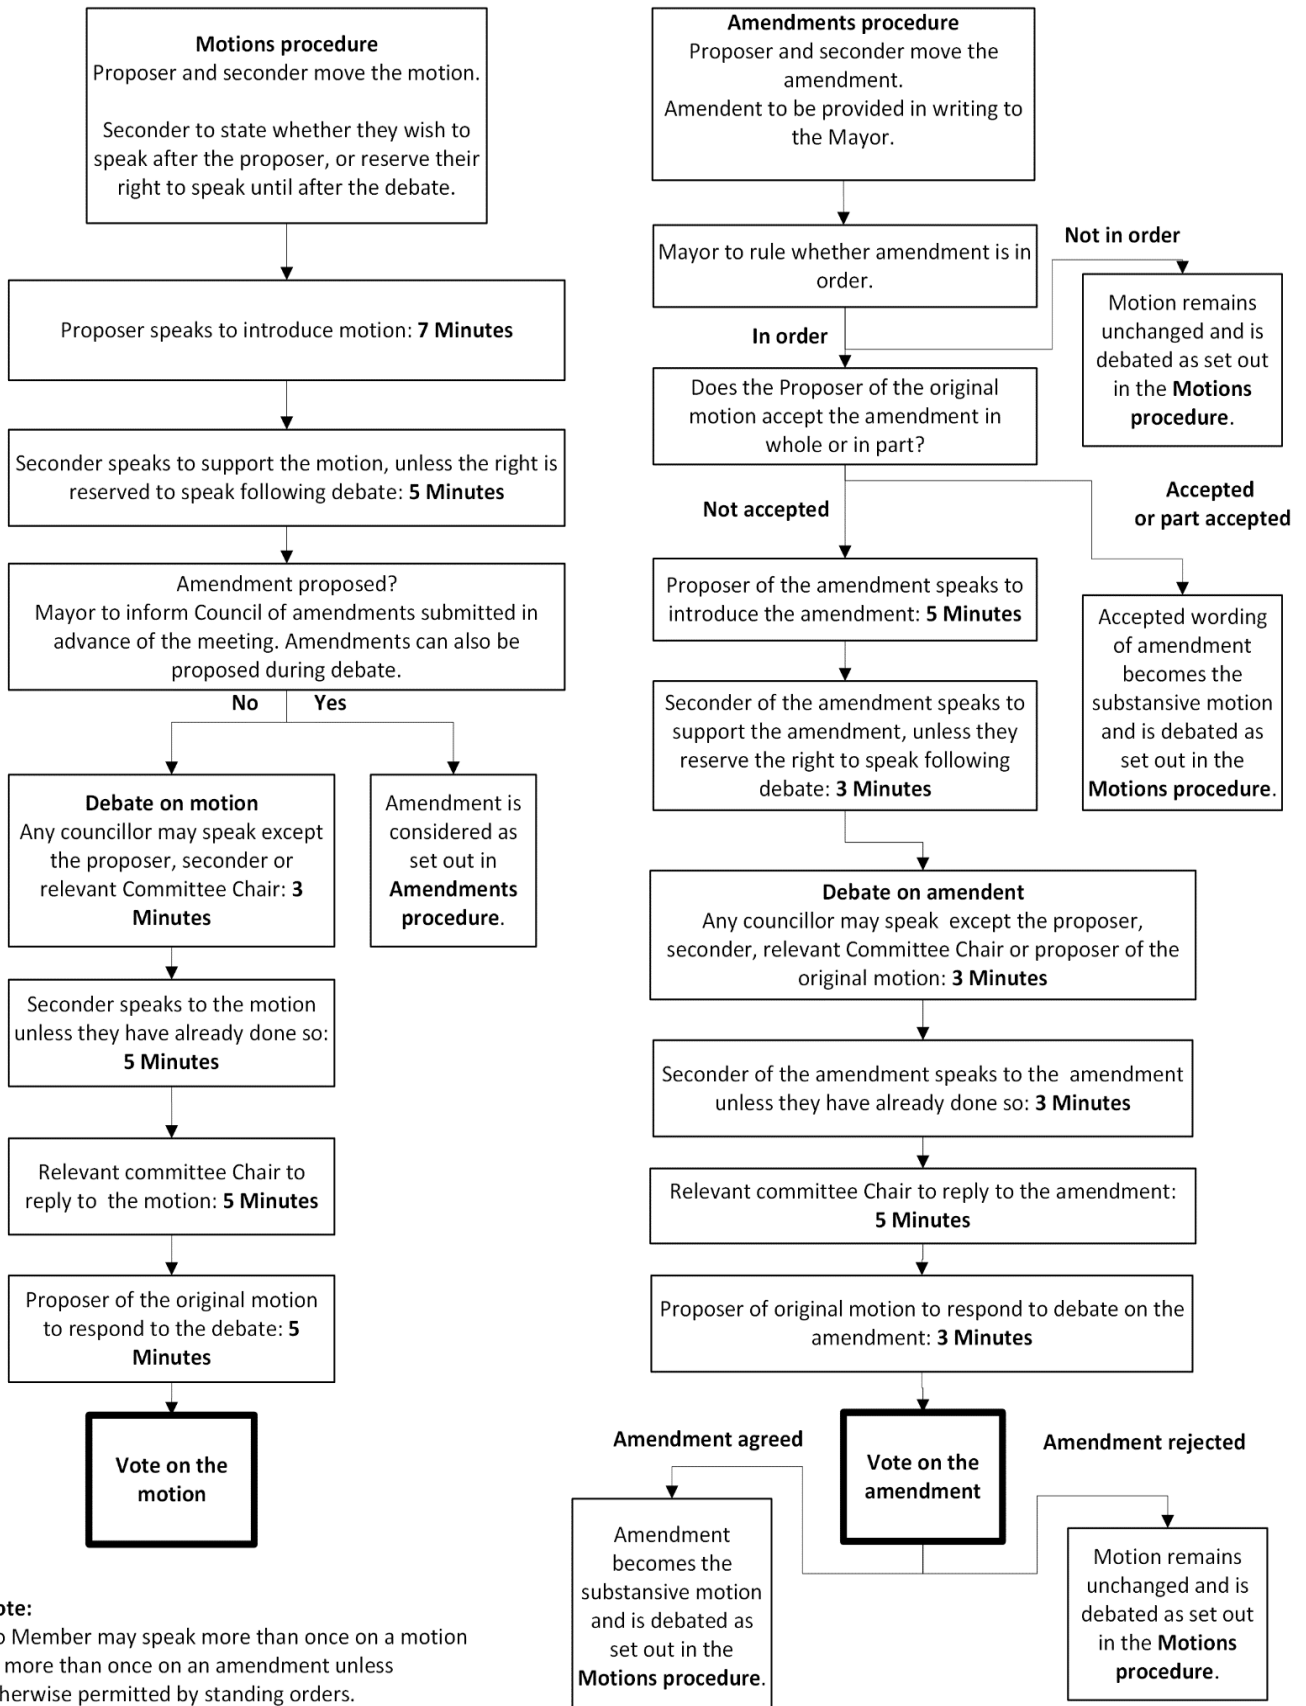 Motions procedure
Proposer and seconder move the motion.
Seconder to state whether they wish to
speak after the proposer, or reserve their
right to speak until after the debate.
Proposer speaks to introduce motion: 7 Minutes
Seconder speaks to support the motion, unless the right is
reserved to speak following debate: 5 Minutes
Amendment proposed?
Mayor to inform Council of amendments submitted in
advance of the meeting. Amendments can also be
proposed during debate.
No
Yes
Debate on motion
Any councillor may speak except
the proposer, seconder or
relevant Committee Chair: 3
Minutes
Amendment is
considered as
set out in
Amendments
procedure.
Seconder speaks to the motion
unless they have already done so:
5 Minutes
Relevant committee Chair to
reply to the motion: 5 Minutes
Proposer of the original motion
to respond to the debate: 5
Minutes
Vote on the
motion
ote:
o Member may speak more than once on a motion
more than once on an amendment unless
herwise permitted by standing orders.
Amendments procedure
Proposer and seconder move the
amendment.
Amendent to be provided in writing to
the Mayor.
Mayor to rule whether amendment is in
order.
Not in order
Motion remains
unchanged and is
debated as set out
in the Motions
procedure.
In order
Does the Proposer of the original
motion accept the amendment in
whole or in part?
Not accepted
Accepted
or part accepted
Proposer of the amendment speaks to
introduce the amendment: 5 Minutes
Accepted wording
of amendment
becomes the
substansive motion
and is debated as
set out in the
Motions procedure.
Seconder of the amendment speaks to
support the amendment, unless they
reserve the right to speak following
debate: 3 Minutes
Debate on amendent
Any councillor may speak except the proposer,
seconder, relevant Committee Chair or proposer of the
original motion: 3 Minutes
Seconder of the amendment speaks to the amendment
unless they have already done so: 3 Minutes
Relevant committee Chair to reply to the amendment:
5 Minutes
Proposer of original motion to respond to debate on the
amendment: 3 Minutes
Vote on the
amendment
Amendment agreed
Amendment
becomes the
substansive motion
and is debated as
set out in the
Motions procedure.
Amendment rejected
Motion remains
unchanged and is
debated as set out
in the Motions
procedure.